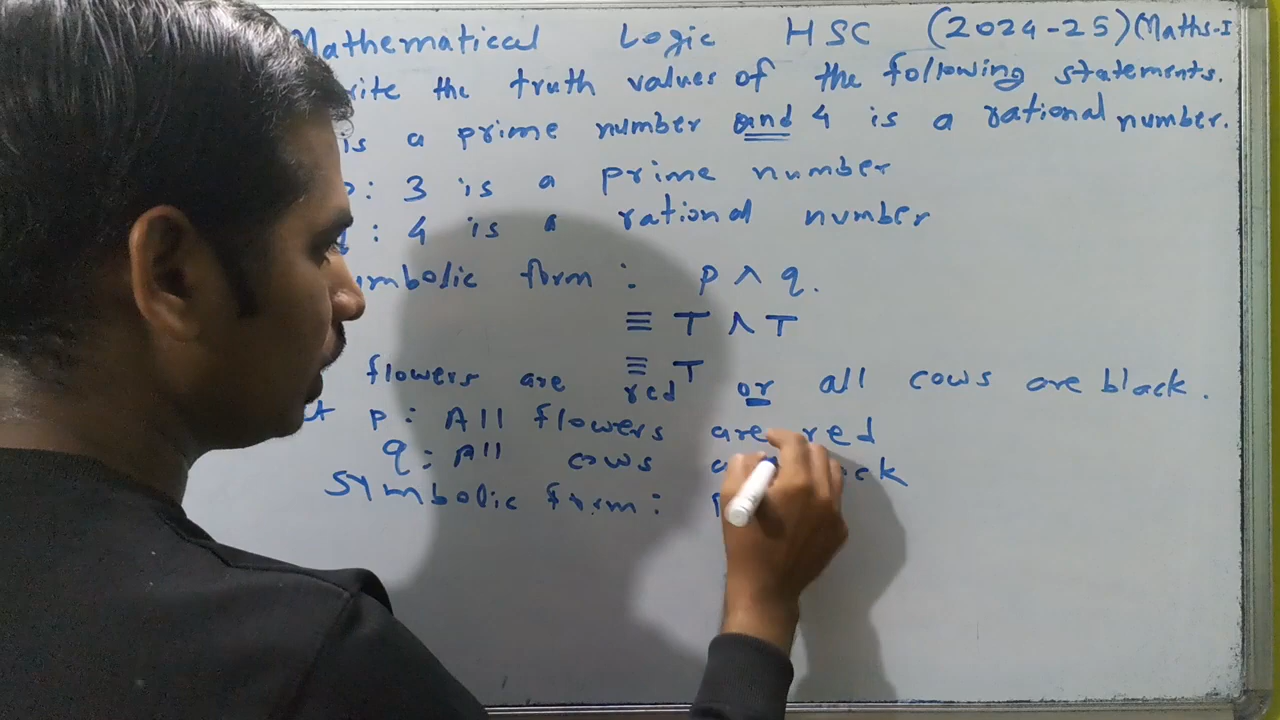 Mathematical Logic HSC (2024-25) (Maths-I
rite the truth values of the following statements.
is a prime number and 4 is a rational number.
p: 3 is a prime number
q: 4 is a rational number
ymbolic form : p ∧ q.
≡ T ∧ T
≡ T
flowers are red or all cows are black.
p: All flowers are red
q: All cows
Symbolic form: p